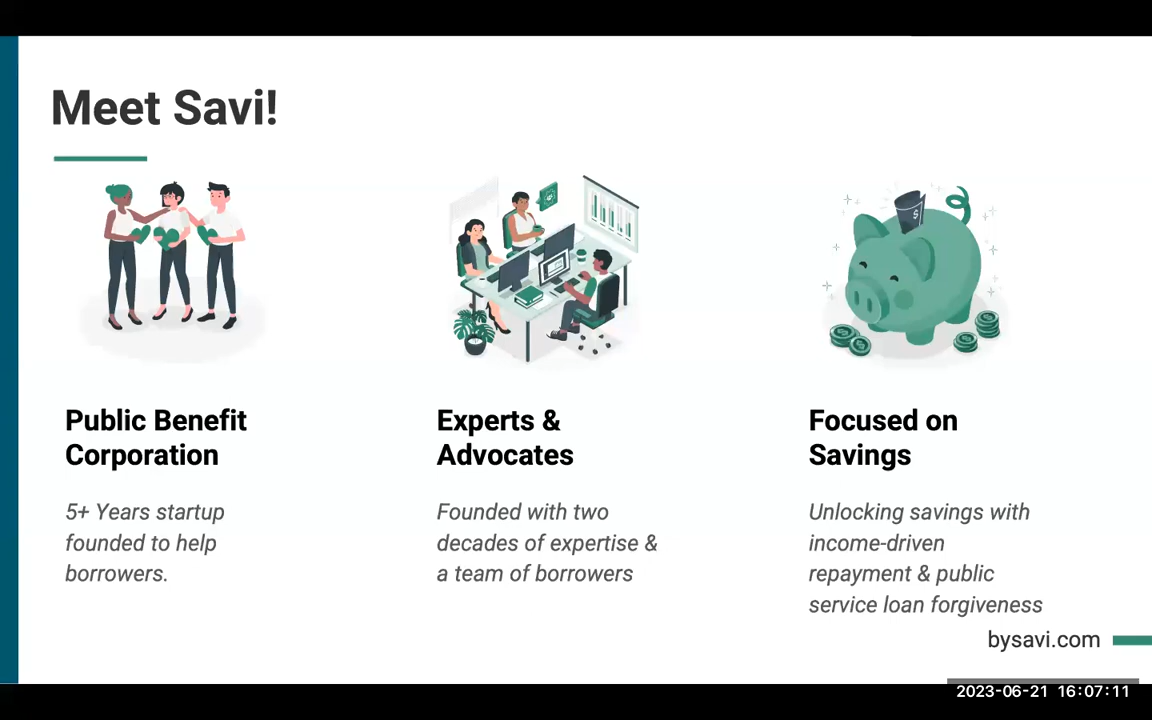 Meet Savi!
Public Benefit
Corporation
5+ Years startup
founded to help
borrowers.
Experts &
Advocates
Founded with two
decades of expertise &
a team of borrowers
Focused on
Savings
Unlocking savings with
income-driven
repayment & public
service loan forgiveness
bysavi.com
2023-06-21 16:07:11